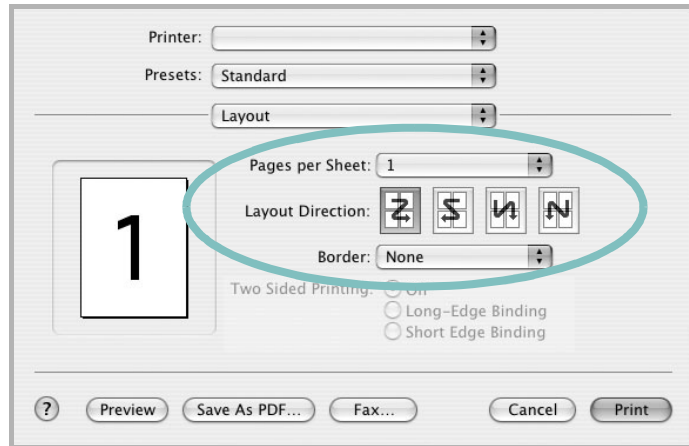 Printer:
Presets: Standard
Layout
Pages per Sheet: 1
Layout Direction:
1
Border: None
Two Sided Printing: Off
Long-Edge Binding
Short Edge Binding
? Preview Save As PDF... Fax... Cancel Print